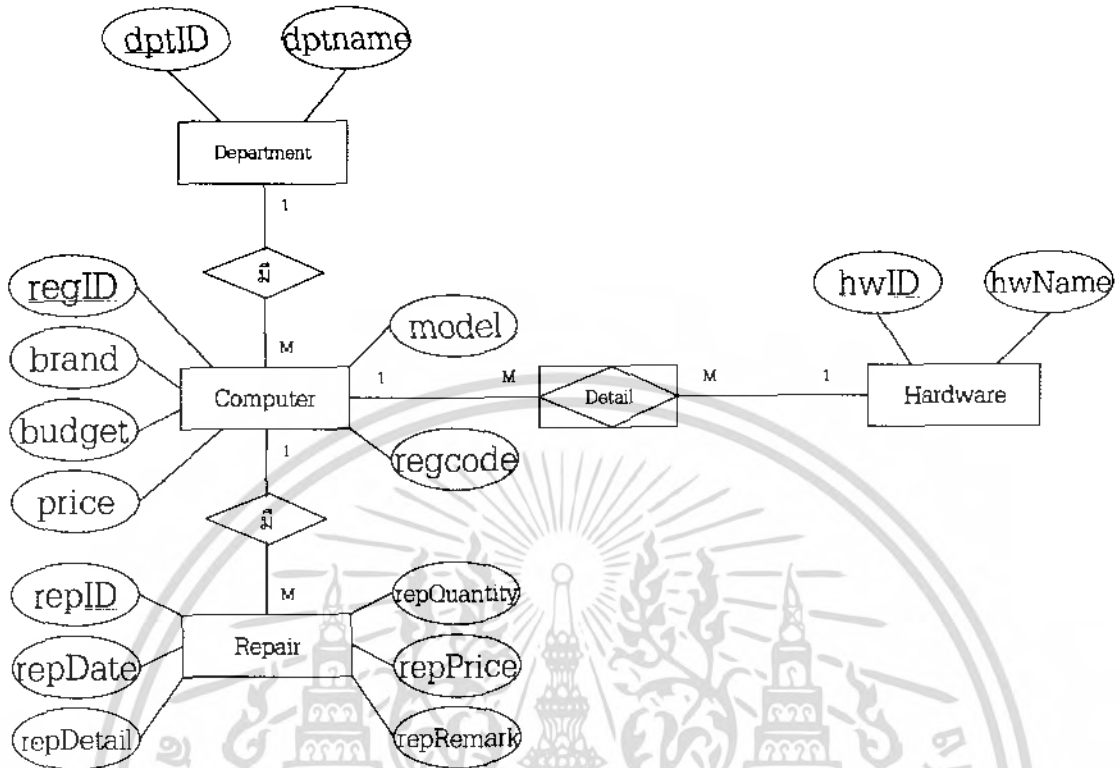 dptID dptname
Department
1
มี
M
regID
brand
budget
price
model
regcode
Computer
1 M
Detail
M 1
hwID hwName
Hardware
1
มี
M
repID
repDate
repDetail
Repair
repQuantity
repPrice
repRemark